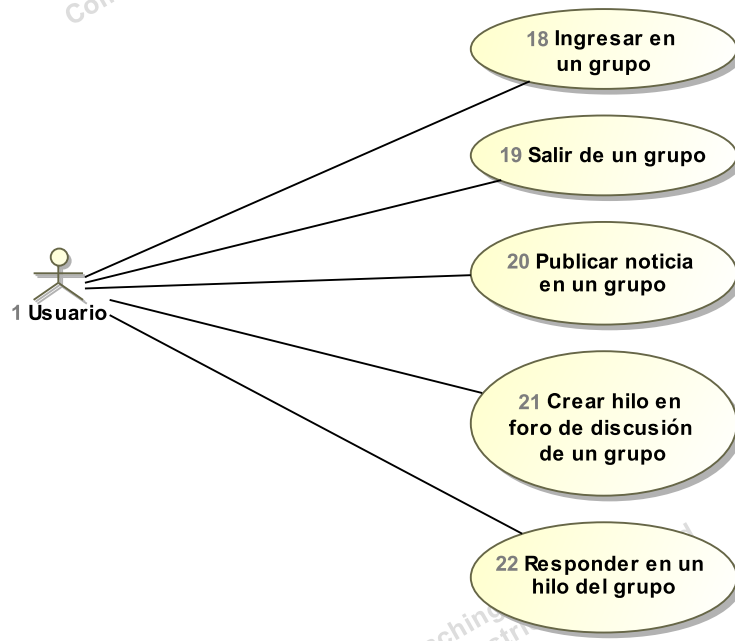 18 Ingresar en
un grupo
19 Salir de un grupo
20 Publicar noticia
en un grupo
1 Usuario
21 Crear hilo en
foro de discusión
de un grupo
22 Responder en un
hilo del grupo